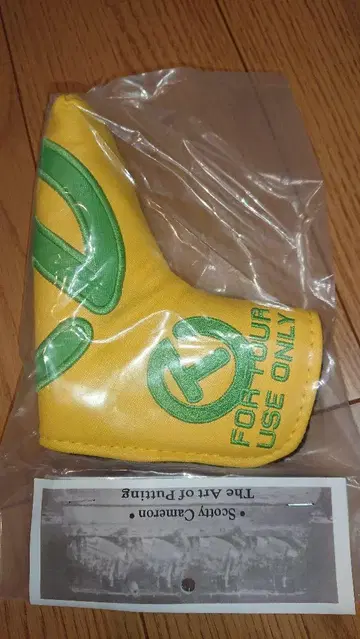 FOR TOUR
USE ONLY
• Scotty Cameron •
The Art of Putting